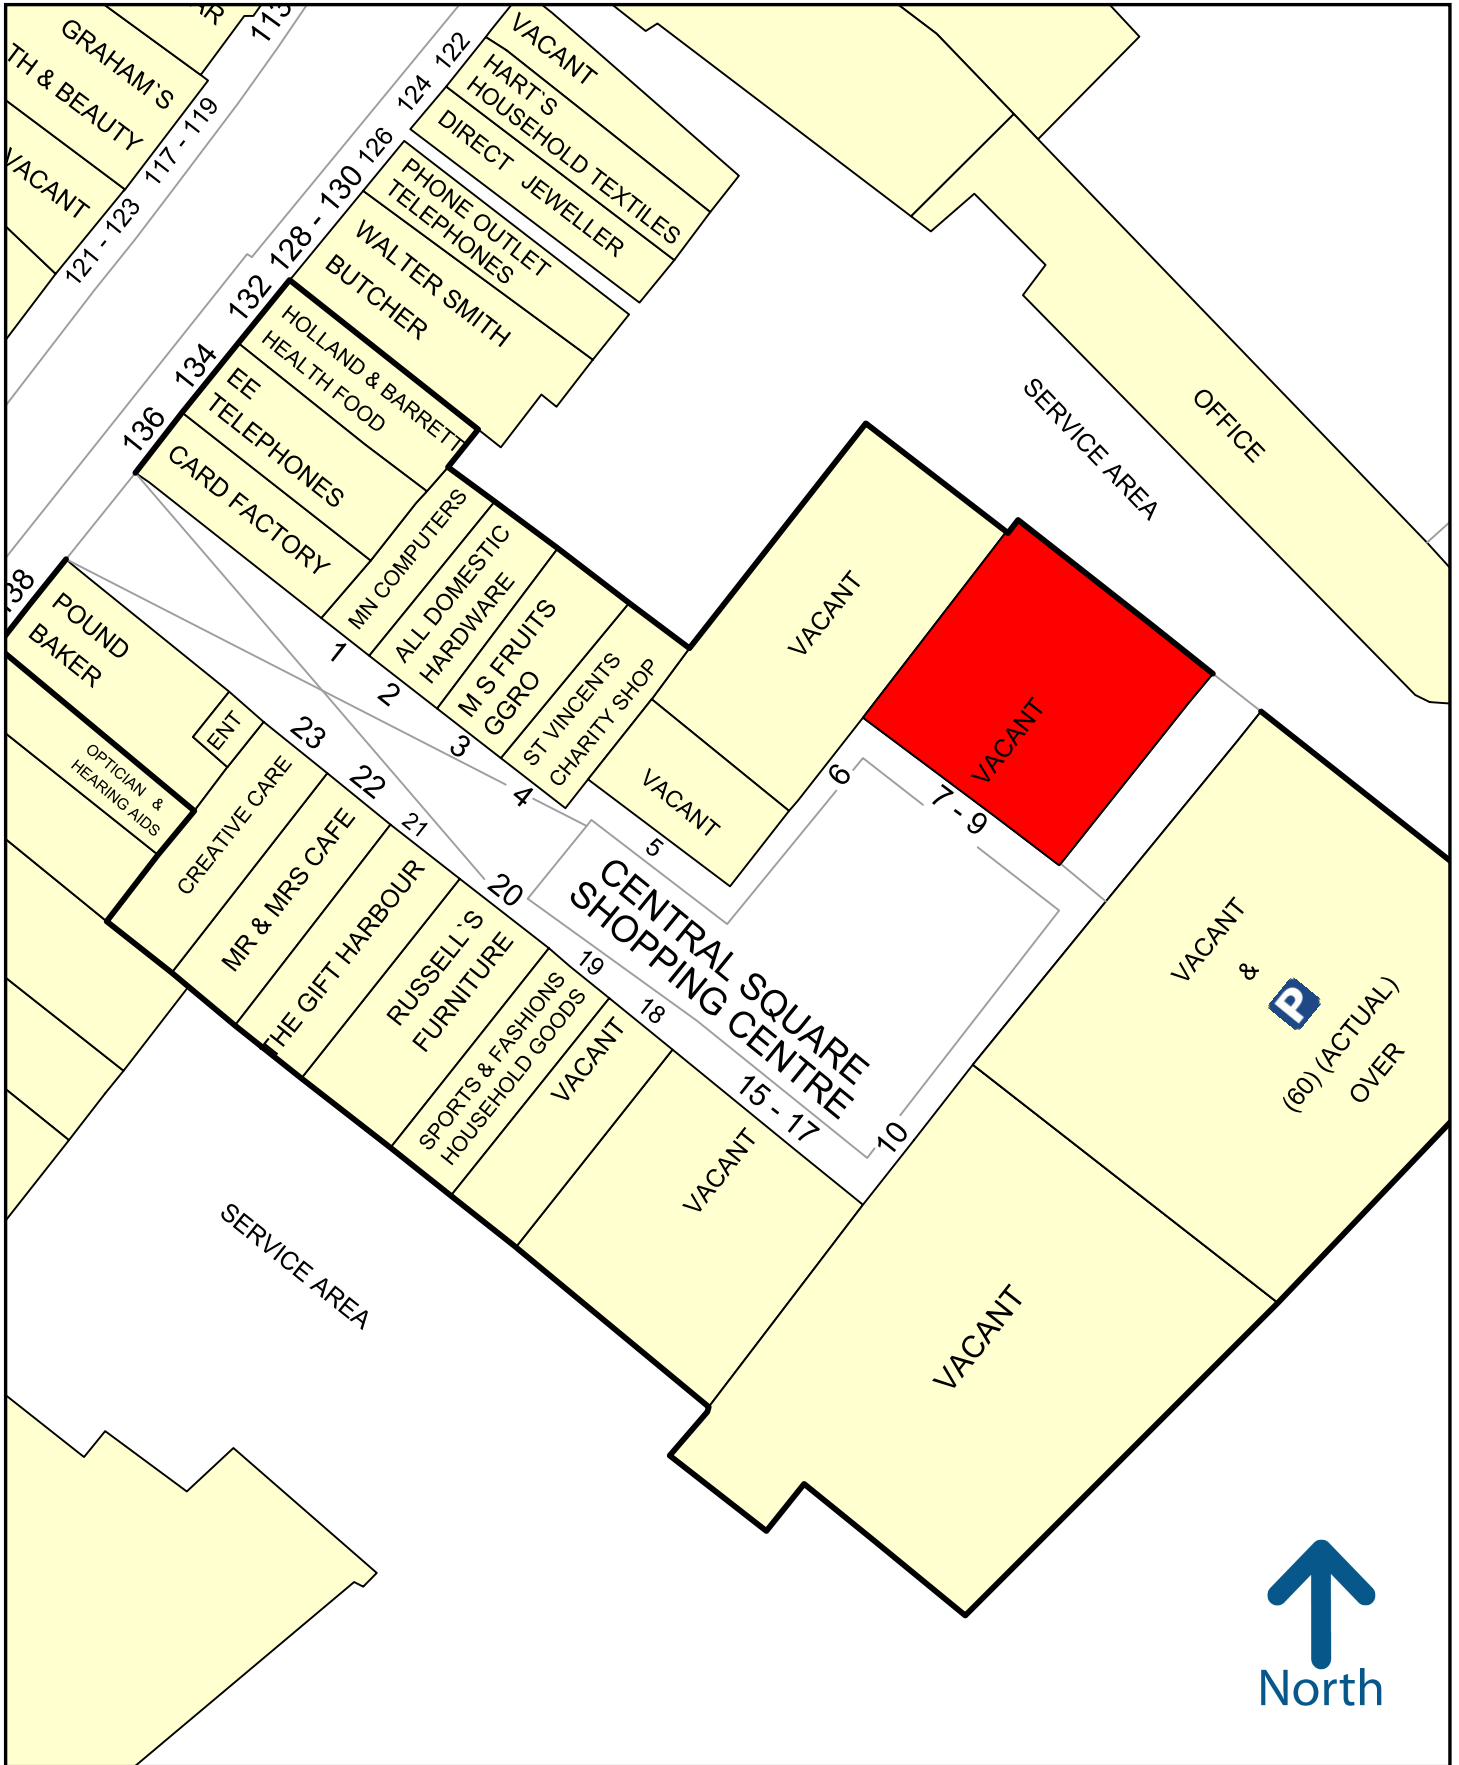 AR
GRAHAM`S
TH & BEAUTY
VACANT
113
117 - 119
121 - 123
122
124
126
128 - 130
132
134
136
138
VACANT
HART`S
HOUSEHOLD TEXTILES
DIRECT JEWELLER
PHONE OUTLET
TELEPHONES
WALTER SMITH
BUTCHER
HOLLAND & BARRETT
HEALTH FOOD
EE
TELEPHONES
CARD FACTORY
MN COMPUTERS
ALL DOMESTIC
HARDWARE
M S FRUITS
GGRO
ST VINCENTS
CHARITY SHOP
VACANT
VACANT
VACANT
SERVICE AREA
OFFICE
1
2
3
4
5
6
7 - 9
10
15 - 17
18
19
20
21
22
23
CENTRAL SQUARE
SHOPPING CENTRE
POUND
BAKER
ENT
OPTICIAN &
HEARING AIDS
CREATIVE CARE
MR & MRS CAFE
THE GIFT HARBOUR
RUSSELL`S
FURNITURE
SPORTS & FASHIONS
HOUSEHOLD GOODS
VACANT
VACANT
VACANT
&
P
(60) (ACTUAL)
OVER
VACANT
SERVICE AREA
North